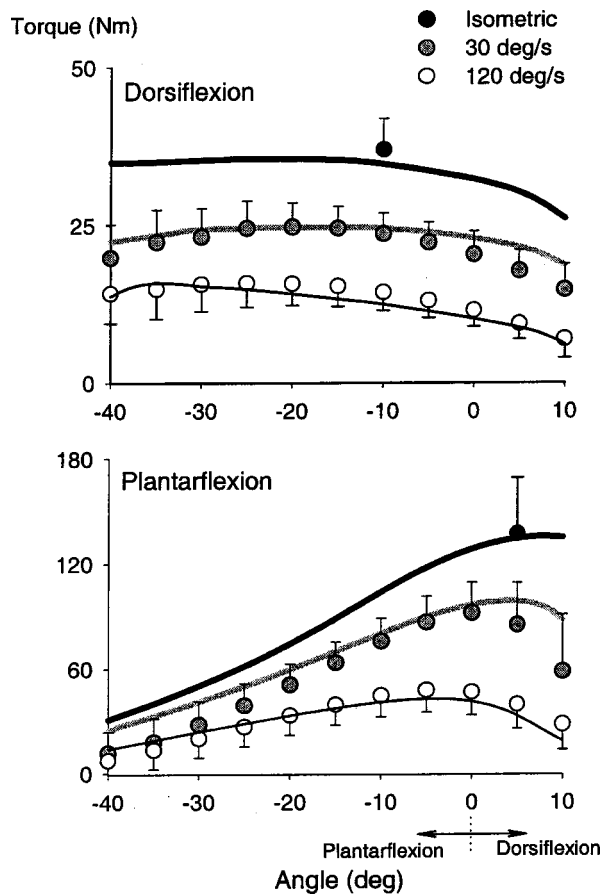 Torque (Nm)
Isometric
30 deg/s
120 deg/s
50
Dorsiflexion
25
0
-40 -30 -20 -10 0 10
180
Plantarflexion
120
60
0
-40 -30 -20 -10 0 10
Plantarflexion Dorsiflexion
Angle (deg)